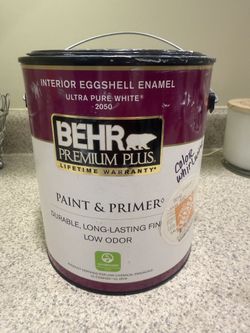 INTERIOR EGGSHELL ENAMEL
ULTRA PURE WHITE®
2050
BEHR
PREMIUM PLUS®
LIFETIME WARRANTY*
COLOR
PAINT & PRIMER
DURABLE, LONG-LASTING FIN
LOW ODOR